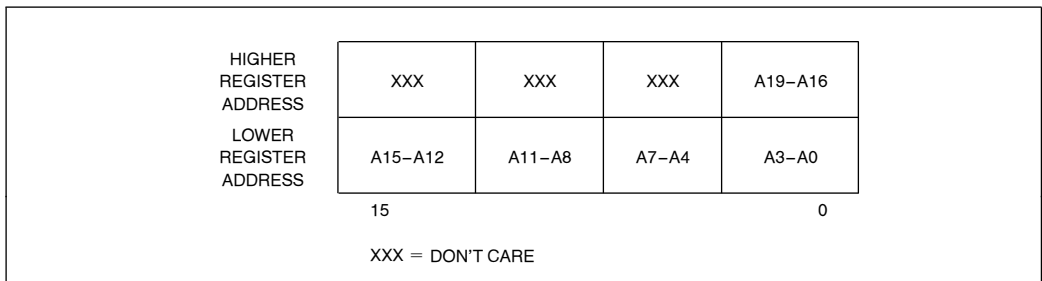 HIGHER
REGISTER
ADDRESS
XXX XXX XXX A19–A16
LOWER
REGISTER
ADDRESS
A15–A12 A11–A8 A7–A4 A3–A0
15 0
XXX = DON'T CARE